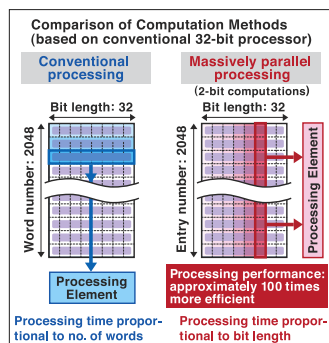 Comparison of Computation Methods
(based on conventional 32-bit processor)
Conventional
processing
Massively parallel
processing
(2-bit computations)
Bit length: 32
Bit length: 32
Word number: 2048
Entry number: 2048
Processing Element
Processing
Element
Processing performance:
approximately 100 times
more efficient
Processing time propor-
tional to no. of words
Processing time propor-
tional to bit length